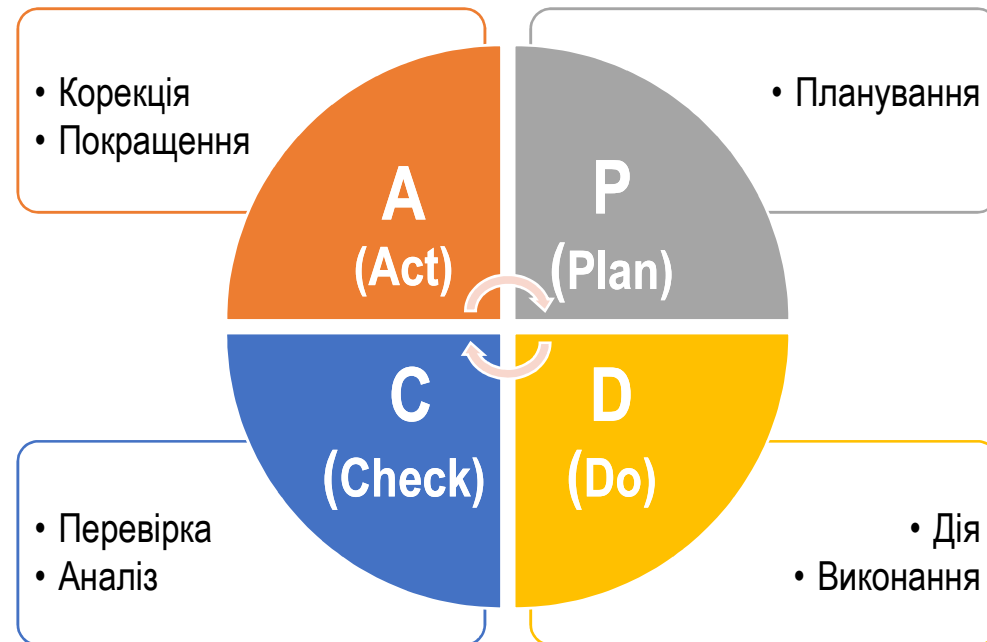 • Корекція
• Покращення
• Планування
A
(Act)
P
(Plan)
C
(Check)
D
(Do)
• Перевірка
• Аналіз
• Дія
• Виконання